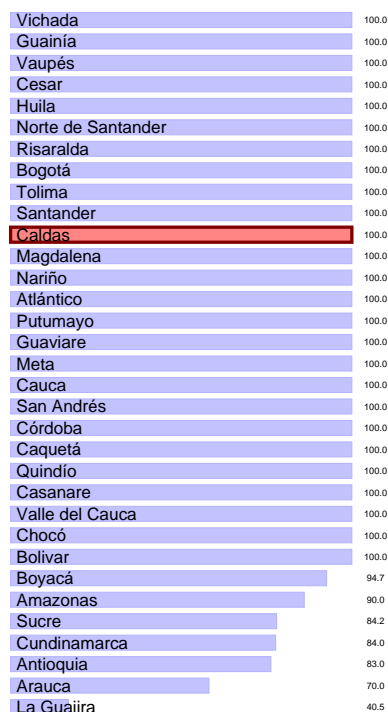 Vichada 100.0
Guainía 100.0
Vaupés 100.0
Cesar 100.0
Huila 100.0
Norte de Santander 100.0
Risaralda 100.0
Bogotá 100.0
Tolima 100.0
Santander 100.0
Caldas 100.0
Magdalena 100.0
Nariño 100.0
Atlántico 100.0
Putumayo 100.0
Guaviare 100.0
Meta 100.0
Cauca 100.0
San Andrés 100.0
Córdoba 100.0
Caquetá 100.0
Quindío 100.0
Casanare 100.0
Valle del Cauca 100.0
Chocó 100.0
Bolivar 100.0
Boyacá 94.7
Amazonas 90.0
Sucre 84.2
Cundinamarca 84.0
Antioquia 83.0
Arauca 70.0
La Guajira 40.5